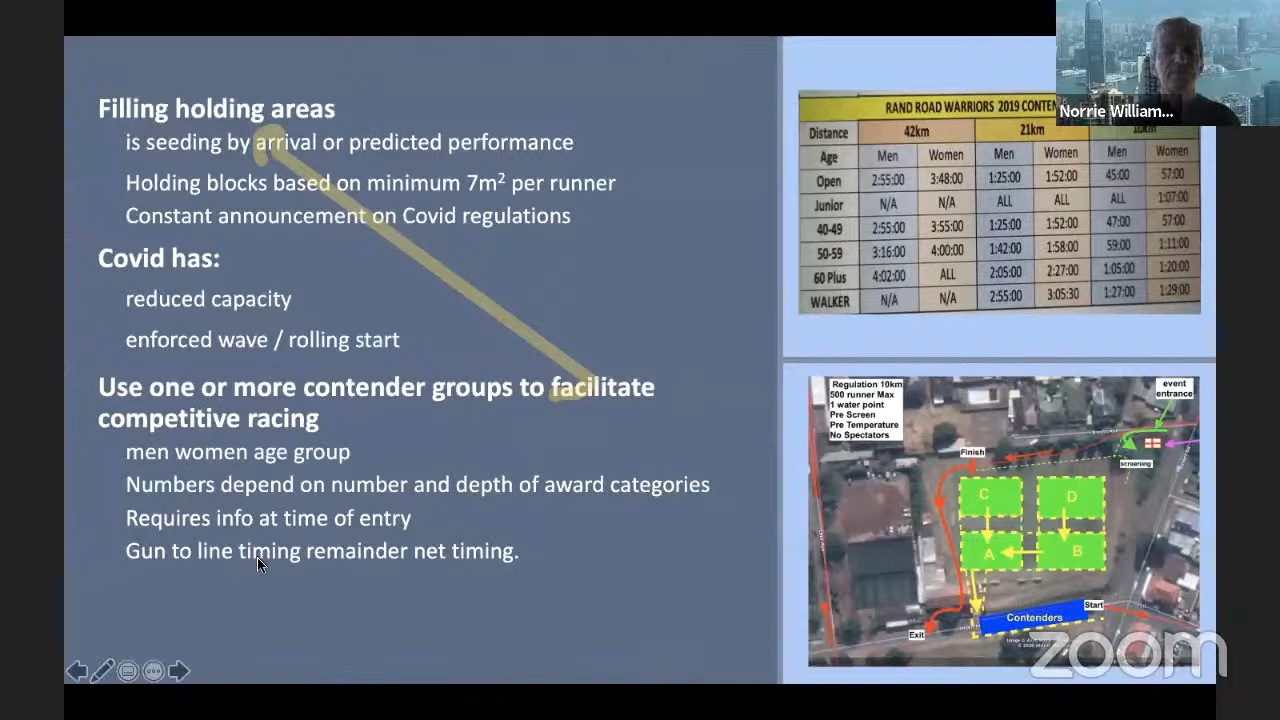 Filling holding areas
is seeding by arrival or predicted performance
Holding blocks based on minimum 7m² per runner
Constant announcement on Covid regulations
Covid has:
reduced capacity
enforced wave / rolling start
Use one or more contender groups to facilitate
competitive racing
men women age group
Numbers depend on number and depth of award categories
Requires info at time of entry
Gun to line timing remainder net timing.
Norrie William...
RAND ROAD WARRIORS 2019
Distance 42km 21km
Age Men Women Men Women Men Women
Open 2:55:00 3:48:00 1:25:00 1:52:00 45:00 57:00
Junior N/A N/A ALL ALL ALL 1:07:00
40-49 2:55:00 3:55:00 1:25:00 1:52:00 47:00 57:00
50-59 3:16:00 4:00:00 1:42:00 1:58:00 59:00 1:11:00
60 Plus 4:02:00 ALL 2:05:00 2:27:00 1:05:00 1:20:00
WALKER N/A N/A 2:55:00 3:05:30 1:27:00 1:29:00
Regulation 10km
500 runner Max
1 water point
Pre Screen
Pre Temperature
No Spectators
event
entrance
Finish
screening
C
D
A
B
Contenders
Start
Exit
zoom